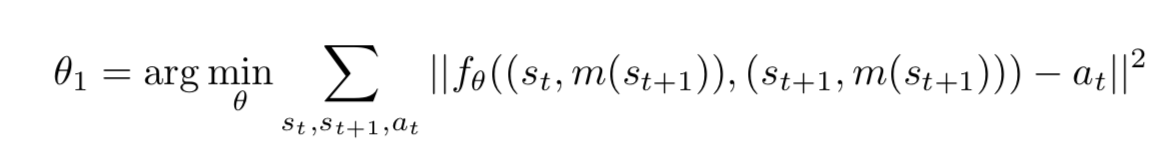 θ₁ = arg min_θ ∑_{s_t,s_{t+1},a_t} ||f_θ((s_t, m(s_{t+1})), (s_{t+1}, m(s_{t+1}))) − a_t||²